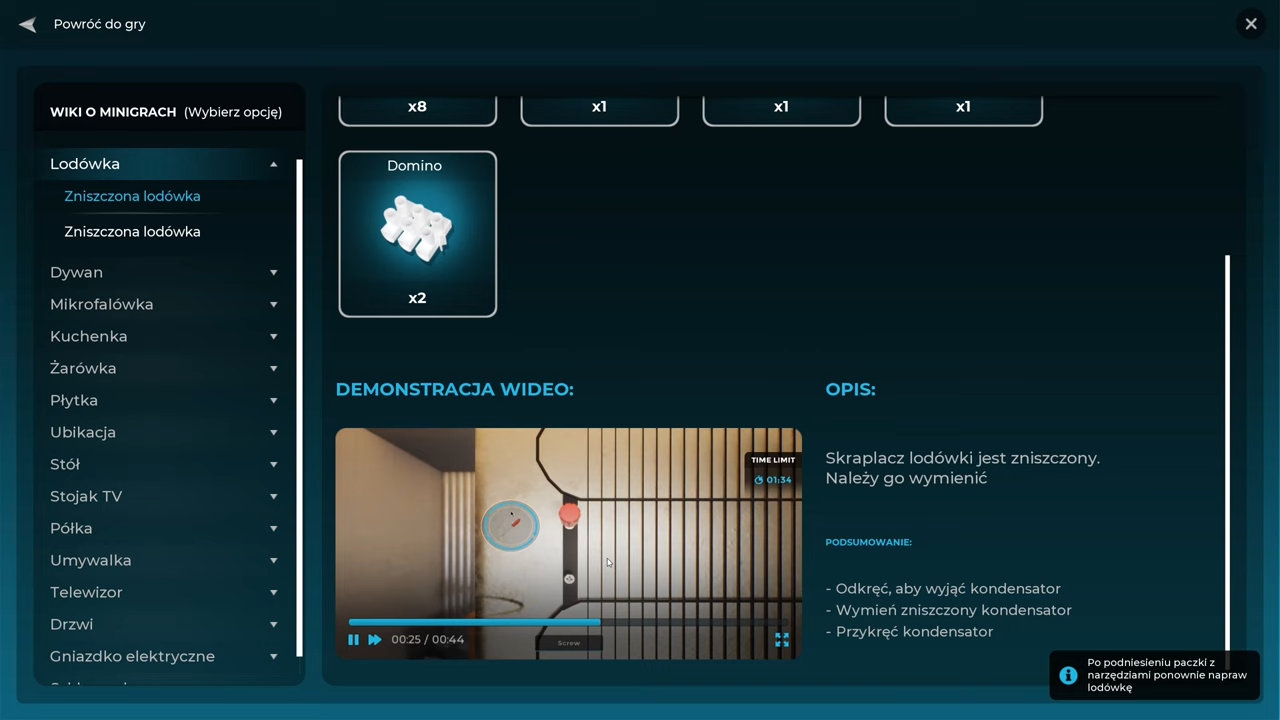 Powróć do gry
WIKI O MINIGRACH (Wybierz opcję)
Lodówka
Zniszczona lodówka
Zniszczona lodówka
Dywan
Mikrofalówka
Kuchenka
Żarówka
Płytka
Ubikacja
Stół
Stojak TV
Półka
Umywalka
Telewizor
Drzwi
Gniazdko elektryczne
x8
x1
x1
x1
Domino
x2
DEMONSTRACJA WIDEO:
TIME LIMIT
01:34
00:25 / 00:44
Screw
OPIS:
Skraplacz lodówki jest zniszczony.
Należy go wymienić
PODSUMOWANIE:
- Odkręć, aby wyjąć kondensator
- Wymień zniszczony kondensator
- Przykręć kondensator
Po podniesieniu paczki z
narzędziami ponownie napraw
lodówkę